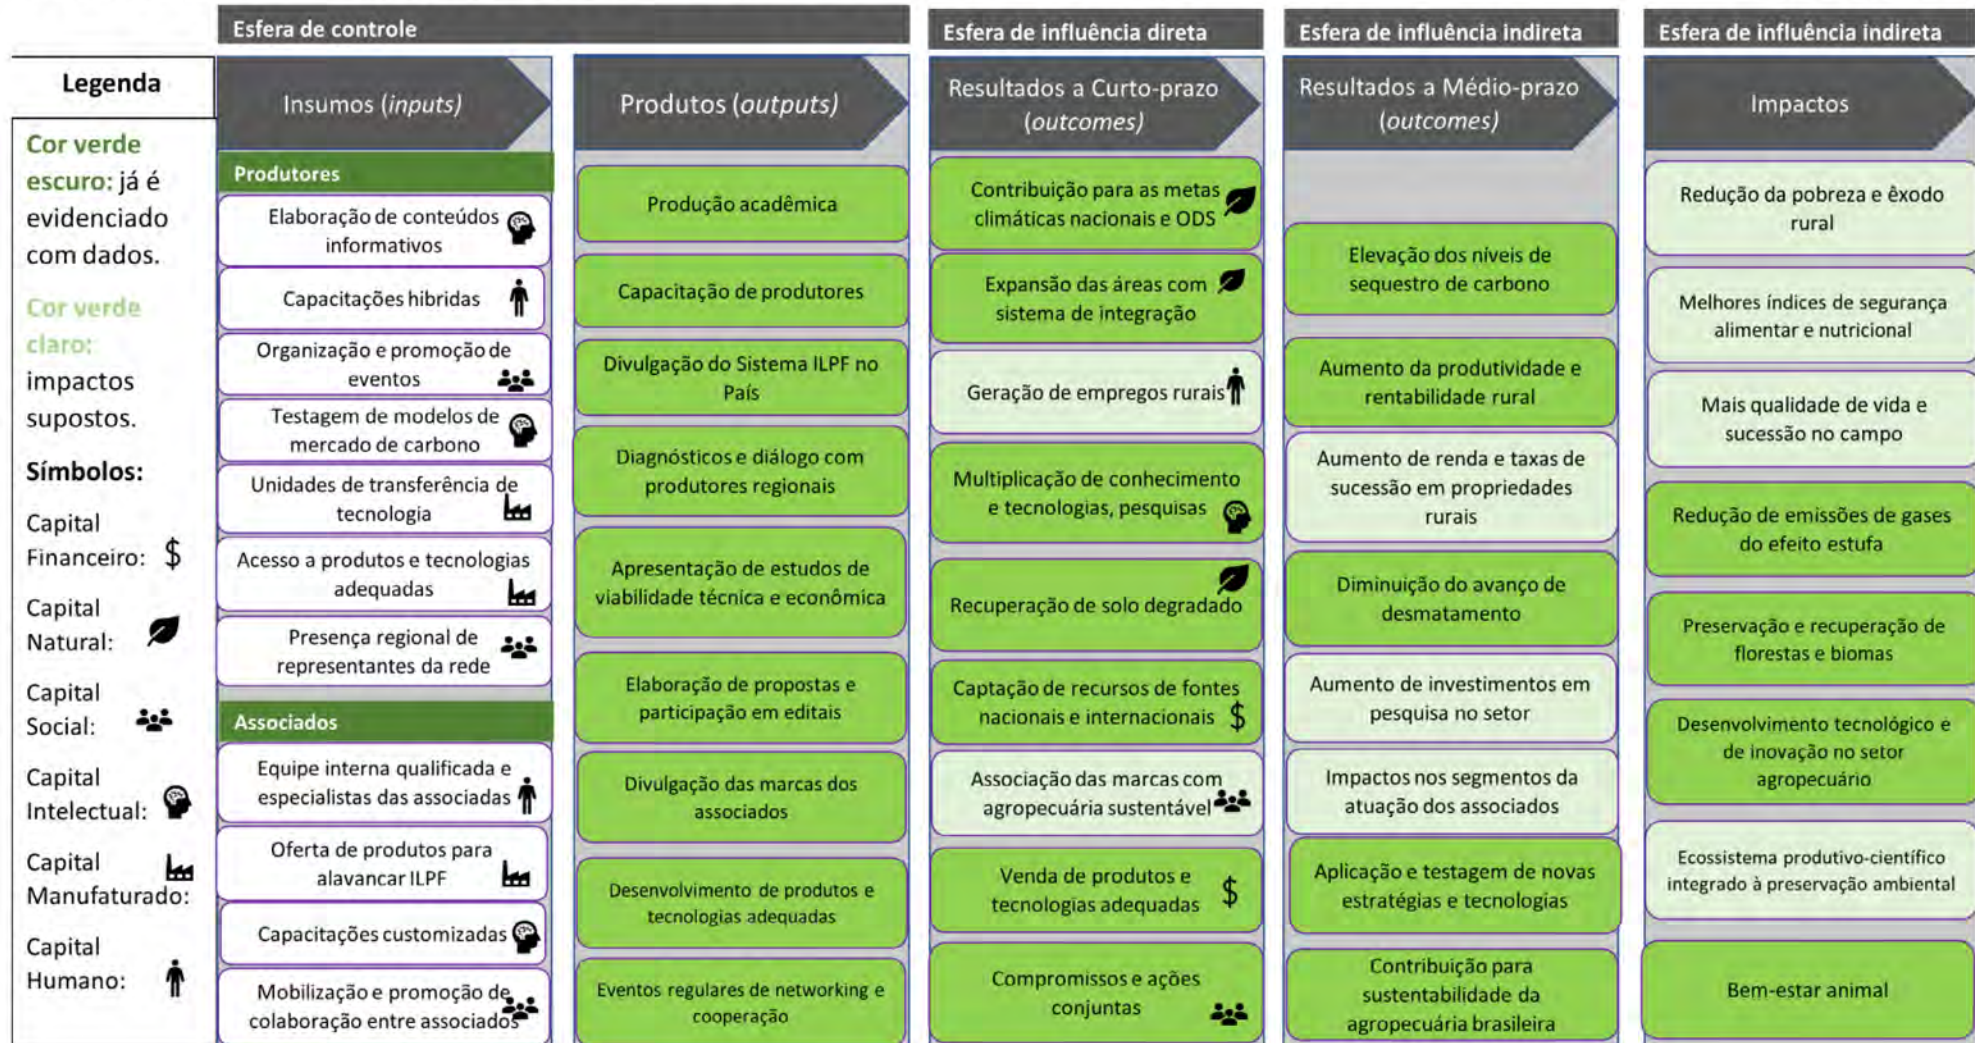 Esfera de controle
Esfera de influência direta
Esfera de influência indireta
Esfera de influência indireta
Legenda
Cor verde
escuro: já é
evidenciado
com dados.
Cor verde
claro:
impactos
supostos.
Símbolos:
Capital
Financeiro: $
Capital
Natural:
Capital
Social:
Capital
Intelectual:
Capital
Manufaturado:
Capital
Humano:
Insumos (inputs)
Produtores
Elaboração de conteúdos
informativos
Capacitações hibridas
Organização e promoção de
eventos
Testagem de modelos de
mercado de carbono
Unidades de transferência de
tecnologia
Acesso a produtos e tecnologias
adequadas
Presença regional de
representantes da rede
Associados
Equipe interna qualificada e
especialistas das associadas
Oferta de produtos para
alavancar ILPF
Capacitações customizadas
Mobilização e promoção de
colaboração entre associados
Produtos (outputs)
Produção acadêmica
Capacitação de produtores
Divulgação do Sistema ILPF no
País
Diagnósticos e diálogo com
produtores regionais
Apresentação de estudos de
viabilidade técnica e econômica
Elaboração de propostas e
participação em editais
Divulgação das marcas dos
associados
Desenvolvimento de produtos e
tecnologias adequadas
Eventos regulares de networking e
cooperação
Resultados a Curto-prazo
(outcomes)
Contribuição para as metas
climáticas nacionais e ODS
Expansão das áreas com
sistema de integração
Geração de empregos rurais
Multiplicação de conhecimento
e tecnologias, pesquisas
Recuperação de solo degradado
Captação de recursos de fontes
nacionais e internacionais $
Associação das marcas com
agropecuária sustentável
Venda de produtos e
tecnologias adequadas $
Compromissos e ações
conjuntas
Resultados a Médio-prazo
(outcomes)
Elevação dos níveis de
sequestro de carbono
Aumento da produtividade e
rentabilidade rural
Aumento de renda e taxas de
sucessão em propriedades
rurais
Diminuição do avanço de
desmatamento
Aumento de investimentos em
pesquisa no setor
Impactos nos segmentos da
atuação dos associados
Aplicação e testagem de novas
estratégias e tecnologias
Contribuição para
sustentabilidade da
agropecuária brasileira
Impactos
Redução da pobreza e êxodo
rural
Melhores índices de segurança
alimentar e nutricional
Mais qualidade de vida e
sucessão no campo
Redução de emissões de gases
do efeito estufa
Preservação e recuperação de
florestas e biomas
Desenvolvimento tecnológico e
de inovação no setor
agropecuário
Ecossistema produtivo-científico
integrado à preservação ambiental
Bem-estar animal